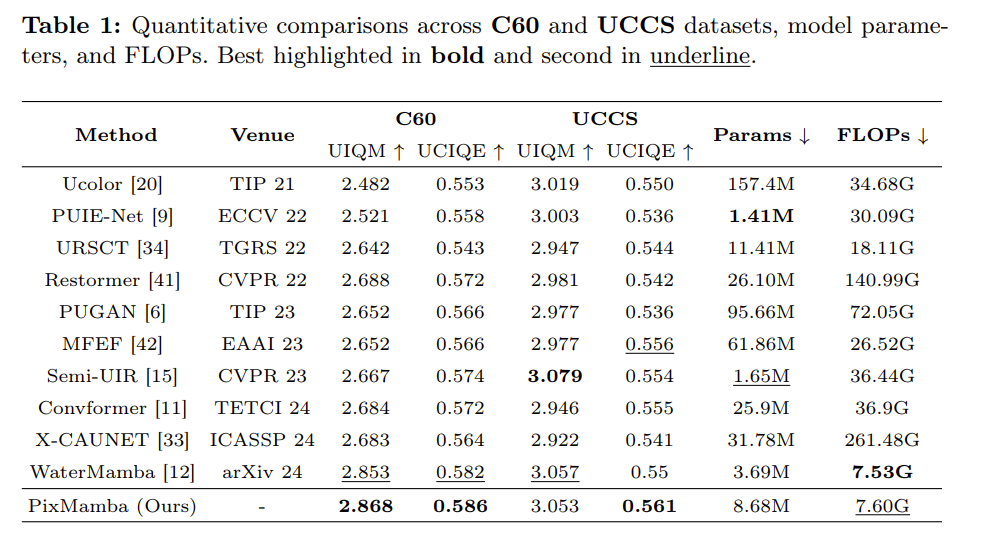 Table 1: Quantitative comparisons across C60 and UCCS datasets, model parame-
ters, and FLOPs. Best highlighted in bold and second in underline.
Method Venue C60 UCCS Params ↓ FLOPs ↓
UIQM ↑ UCIQE ↑ UIQM ↑ UCIQE ↑
Ucolor [20] TIP 21 2.482 0.553 3.019 0.550 157.4M 34.68G
PUIE-Net [9] ECCV 22 2.521 0.558 3.003 0.536 1.41M 30.09G
URSCT [34] TGRS 22 2.642 0.543 2.947 0.544 11.41M 18.11G
Restormer [41] CVPR 22 2.688 0.572 2.981 0.542 26.10M 140.99G
PUGAN [6] TIP 23 2.652 0.566 2.977 0.536 95.66M 72.05G
MFEF [42] EAAI 23 2.652 0.566 2.977 0.556 61.86M 26.52G
Semi-UIR [15] CVPR 23 2.667 0.574 3.079 0.554 1.65M 36.44G
Convformer [11] TETCI 24 2.684 0.572 2.946 0.555 25.9M 36.9G
X-CAUNET [33] ICASSP 24 2.683 0.564 2.922 0.541 31.78M 261.48G
WaterMamba [12] arXiv 24 2.853 0.582 3.057 0.55 3.69M 7.53G
PixMamba (Ours) - 2.868 0.586 3.053 0.561 8.68M 7.60G